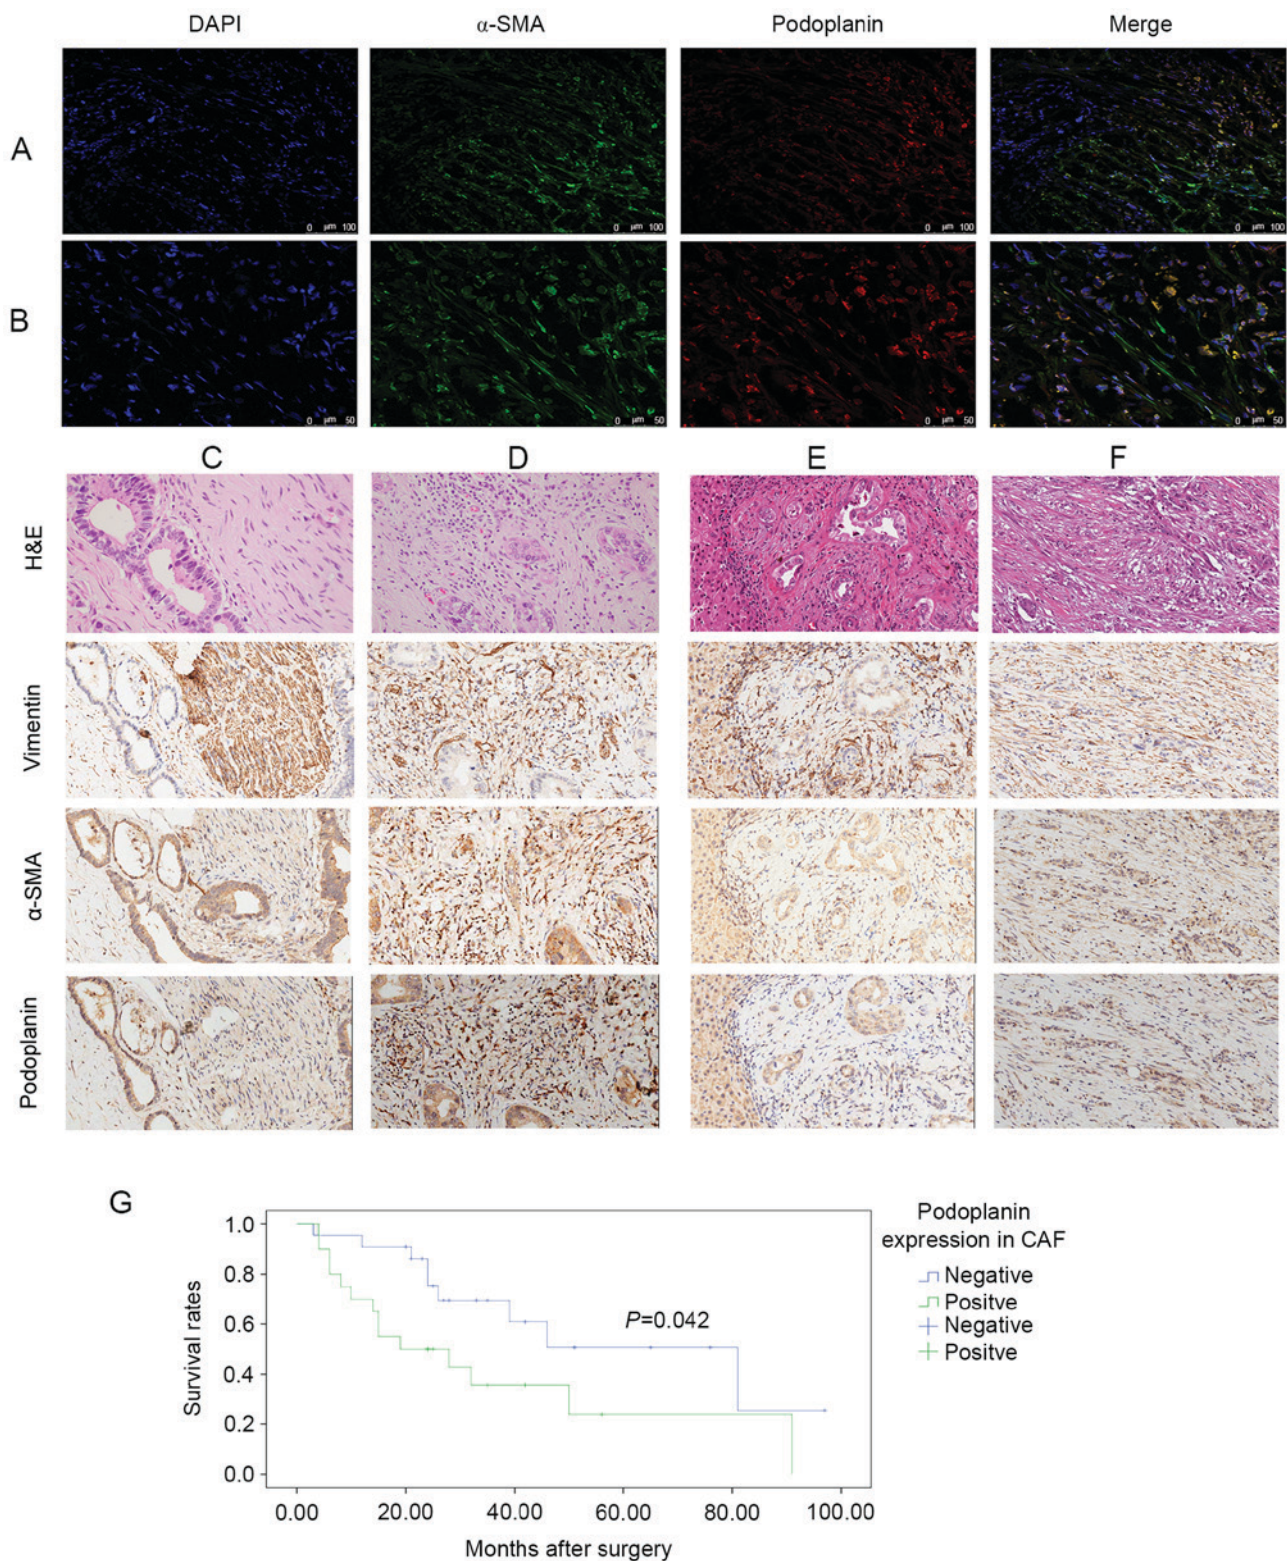 DAPI α-SMA Podoplanin Merge
A
0 µm 100 0 µm 100 0 µm 100 0 µm 100
B
0 µm 50 0 µm 50 0 µm 50 0 µm 50
C D E F
H&E
Vimentin
α-SMA
Podoplanin
G
Podoplanin
expression in CAF
Negative
Positve
Negative
Positve
P=0.042
Survival rates
1.0
0.8
0.6
0.4
0.2
0.0
0.00 20.00 40.00 60.00 80.00 100.00
Months after surgery